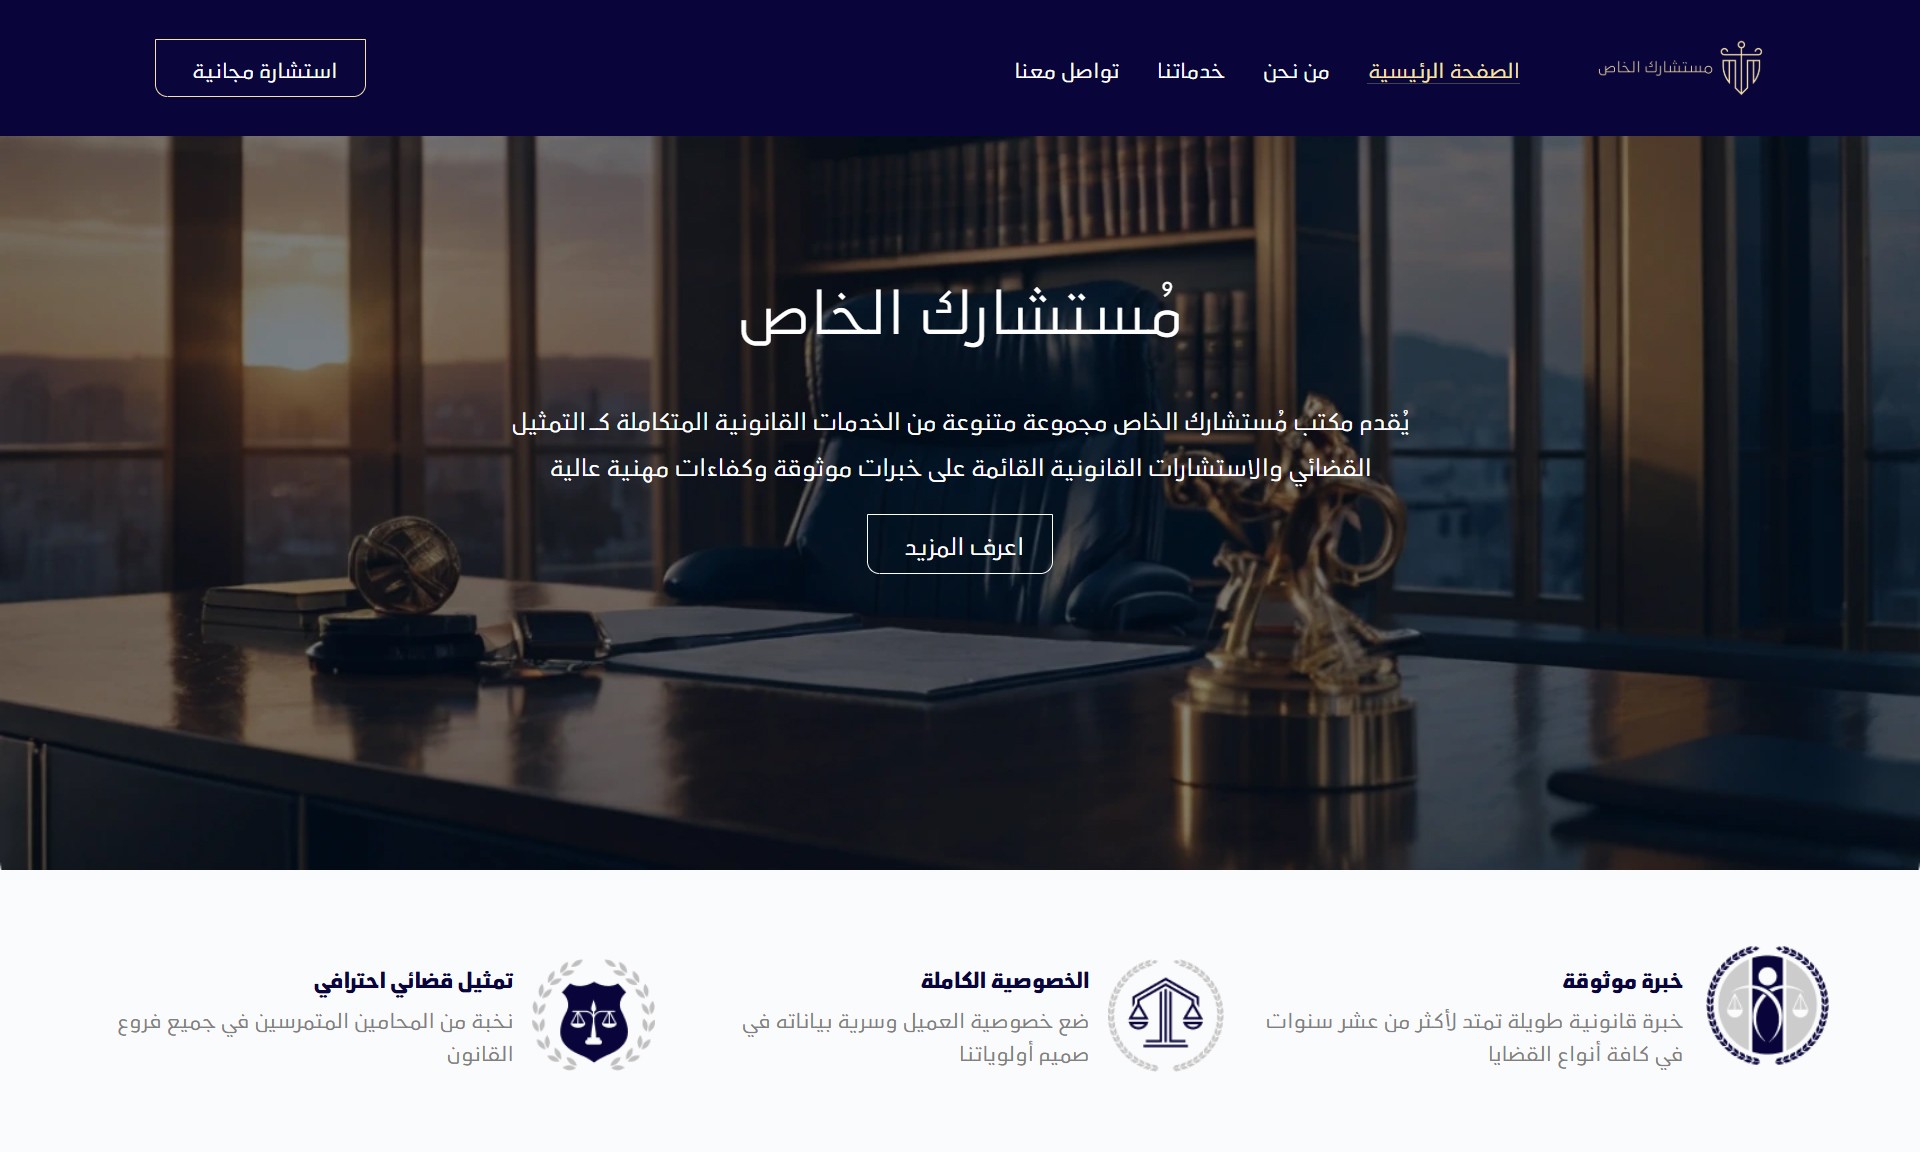 مستشارك الخاص
الصفحة الرئيسية
من نحن
خدماتنا
تواصل معنا
استشارة مجانية
مُستشارك الخاص
يُقدم مكتب مُستشارك الخاص مجموعة متنوعة من الخدمات القانونية المتكاملة كـ التمثيل
القضائي والاستشارات القانونية القائمة على خبرات موثوقة وكفاءات مهنية عالية
اعرف المزيد
خبرة موثوقة
خبرة قانونية طويلة تمتد لأكثر من عشر سنوات
في كافة أنواع القضايا
الخصوصية الكاملة
ضع خصوصية العميل وسرية بياناته في
صميم أولوياتنا
تمثيل قضائي احترافي
نخبة من المحامين المتمرسين في جميع فروع
القانون